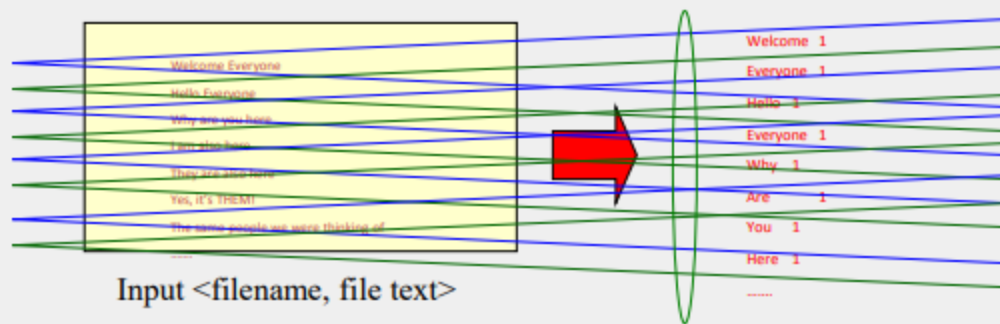 Welcome Everyone
Hello Everyone
Why are you here
I am also here
They are also here
Yes, it's THEM!
The same people we were thinking of
.......
Input <filename, file text>
Welcome 1
Everyone 1
Hello 1
Everyone 1
Why 1
Are 1
You 1
Here 1
.......